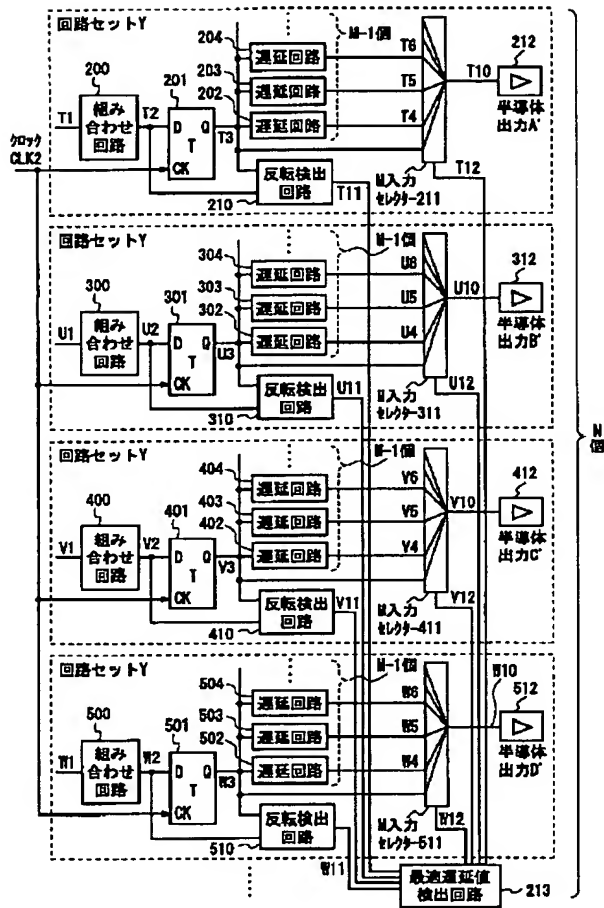 回路セットY
200
組み
合わせ
回路
T1
T2
201
D Q
T
CK
T3
204
遅延回路
203
遅延回路
202
遅延回路
M-1個
T6
T5
T4
T10
212
半導体
出力A'
T12
反転検出
回路
210
T11
M入力
セレクター211
クロック
CLK2
回路セットY
300
組み
合わせ
回路
U1
U2
301
D Q
T
CK
U3
304
遅延回路
303
遅延回路
302
遅延回路
M-1個
U6
U5
U4
U10
312
半導体
出力B'
U12
反転検出
回路
310
U11
M入力
セレクター311
N
個
回路セットY
400
組み
合わせ
回路
V1
V2
401
D Q
T
CK
V3
404
遅延回路
403
遅延回路
402
遅延回路
M-1個
V6
V5
V4
V10
412
半導体
出力C'
V12
反転検出
回路
410
V11
M入力
セレクター411
回路セットY
500
組み
合わせ
回路
W1
W2
501
D Q
T
CK
W3
504
遅延回路
503
遅延回路
502
遅延回路
M-1個
W6
W5
W4
W10
512
半導体
出力D'
W12
反転検出
回路
510
W11
M入力
セレクター511
最適遅延値
検出回路
213